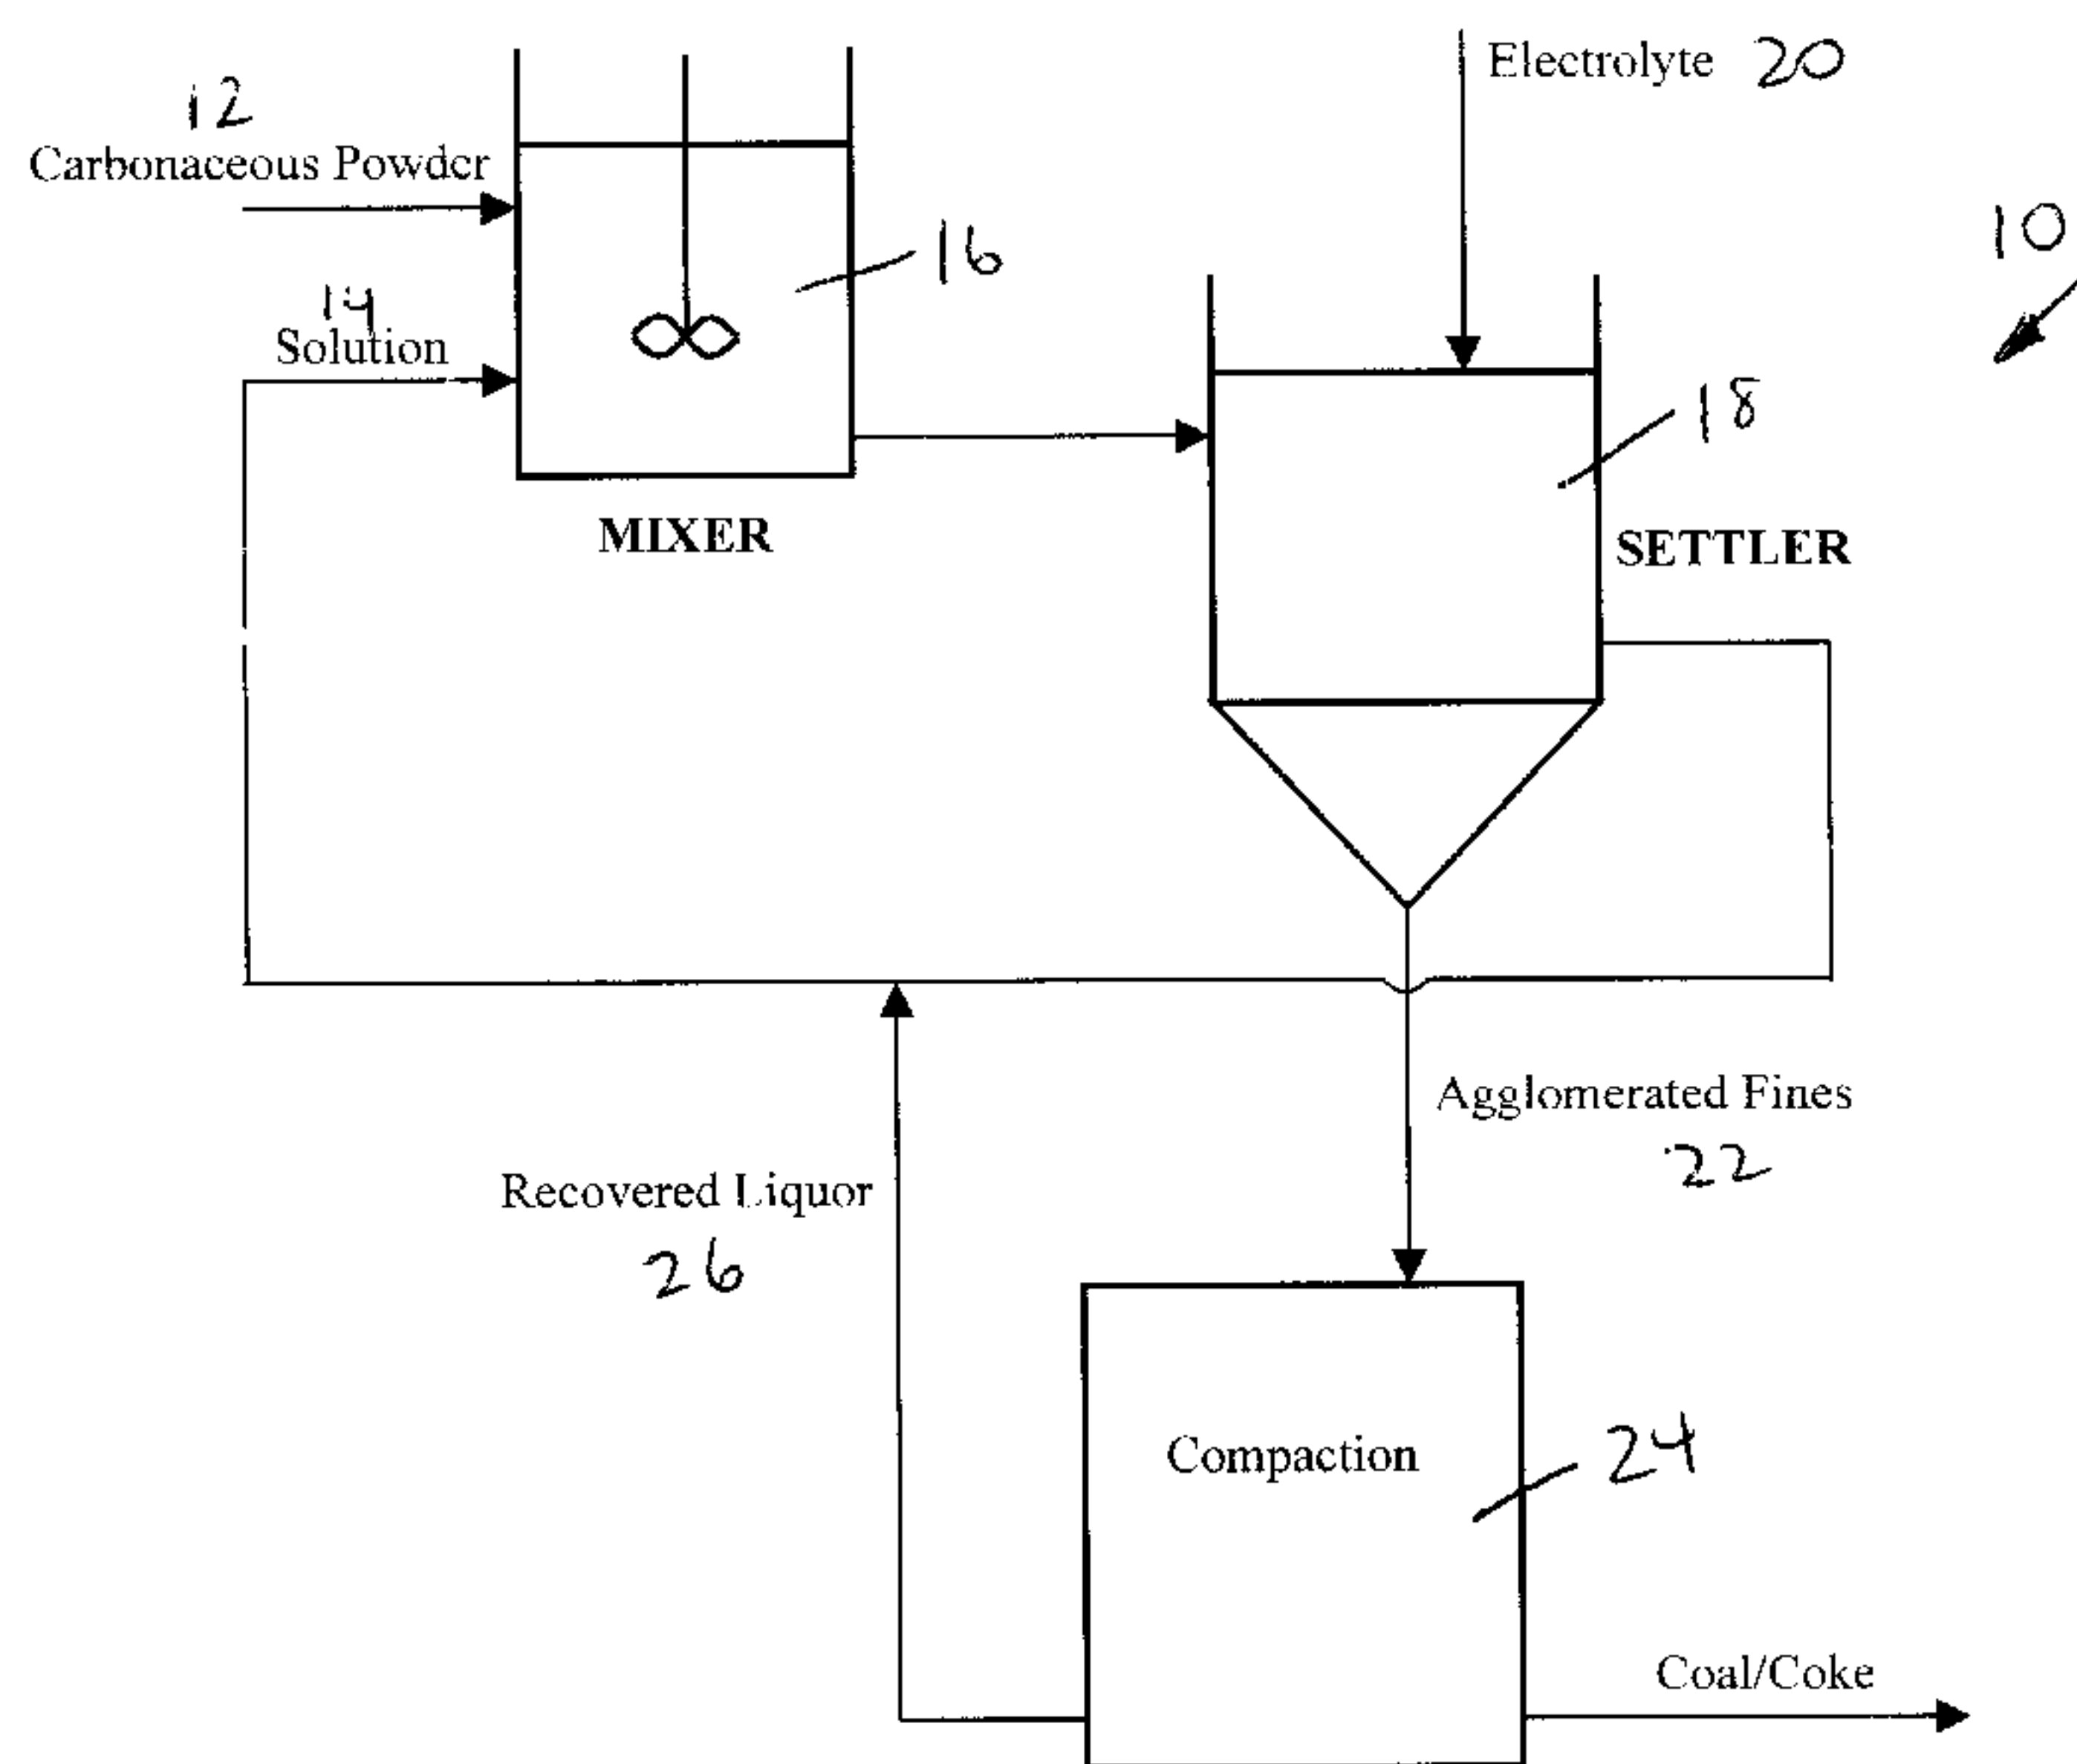 12
Carbonaceous Powder
14
Solution
16
MIXER
Electrolyte 20
10
18
SETTLER
Agglomerated Fines
22
Recovered Liquor
26
Compaction
24
Coal/Coke